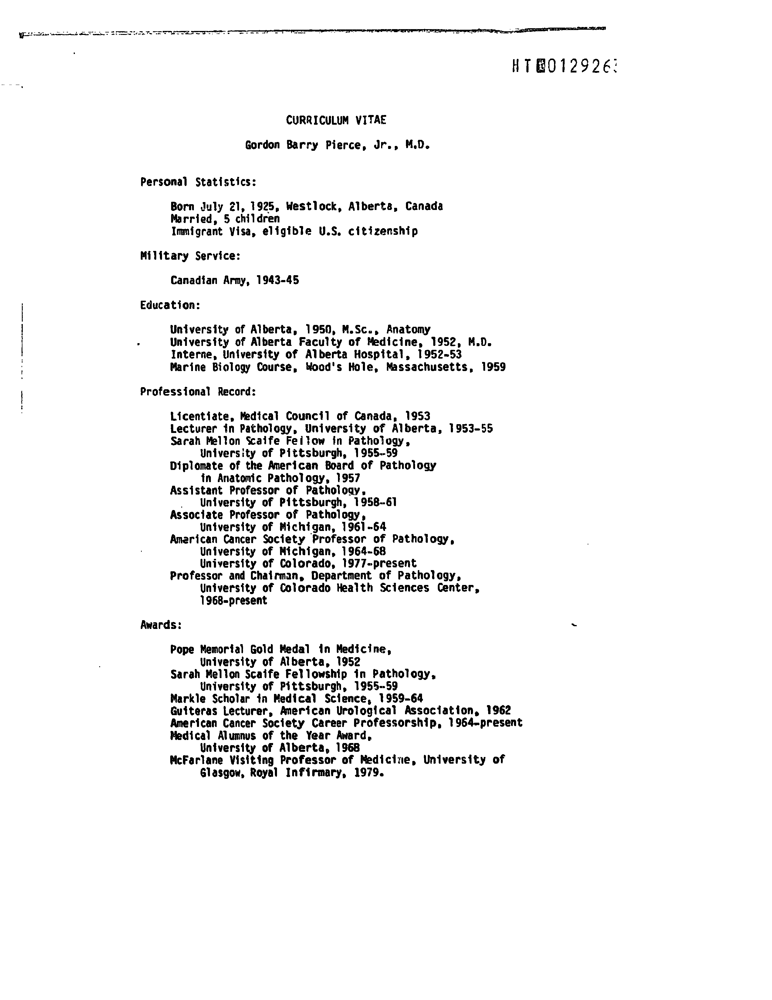 HT0012926
CURRICULUM VITAE
Gordon Barry Pierce, Jr., M.D.
Personal Statistics:
Born July 21, 1925, Westlock, Alberta, Canada
Married, 5 children
Immigrant Visa, eligible U.S. citizenship
Military Service:
Canadian Army, 1943-45
Education:
University of Alberta, 1950, M.Sc., Anatomy
University of Alberta Faculty of Medicine, 1952, M.D.
Interne, University of Alberta Hospital, 1952-53
Marine Biology Course, Wood's Hole, Massachusetts, 1959
Professional Record:
Licentiate, Medical Council of Canada, 1953
Lecturer in Pathology, University of Alberta, 1953-55
Sarah Mellon Scaife Fellow in Pathology,
University of Pittsburgh, 1955-59
Diplomate of the American Board of Pathology
in Anatomic Pathology, 1957
Assistant Professor of Pathology,
University of Pittsburgh, 1958-61
Associate Professor of Pathology,
University of Michigan, 1961-64
American Cancer Society Professor of Pathology,
University of Michigan, 1964-68
University of Colorado, 1977-present
Professor and Chairman, Department of Pathology,
University of Colorado Health Sciences Center,
1968-present
Awards:
Pope Memorial Gold Medal in Medicine,
University of Alberta, 1952
Sarah Mellon Scaife Fellowship in Pathology,
University of Pittsburgh, 1955-59
Markle Scholar in Medical Science, 1959-64
Guiteras Lecturer, American Urological Association, 1962
American Cancer Society Career Professorship, 1964-present
Medical Alumnus of the Year Award,
University of Alberta, 1968
McFarlane Visiting Professor of Medicine, University of
Glasgow, Royal Infirmary, 1979.